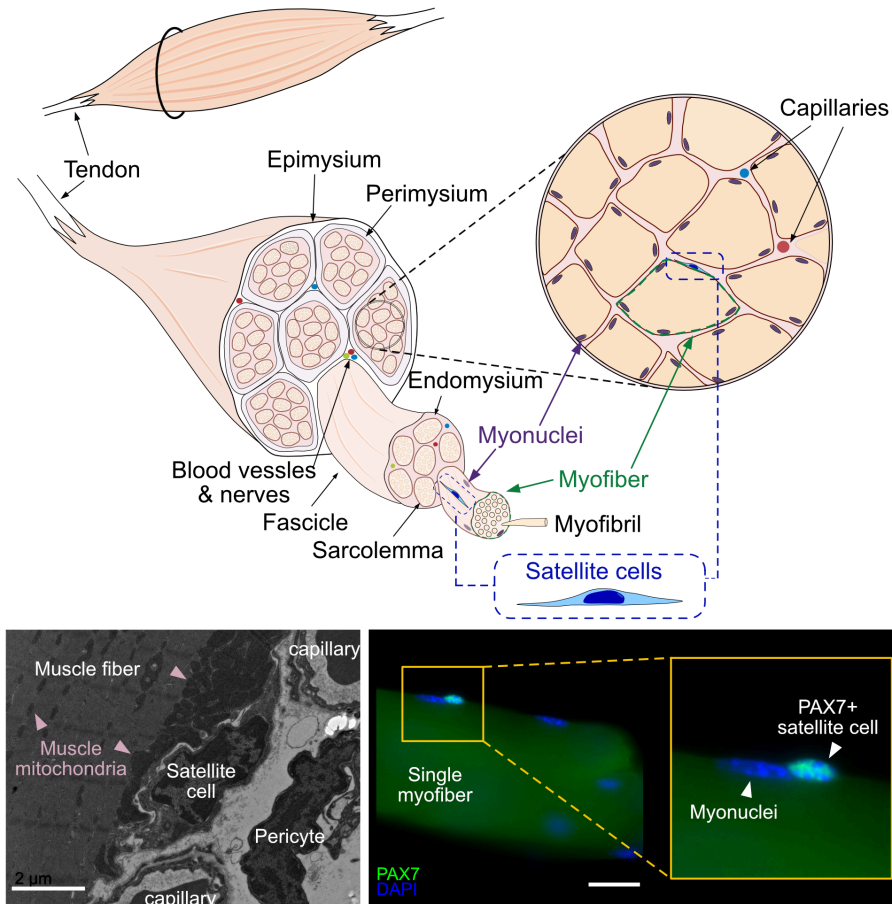 Capillaries
Tendon
Epimysium
Perimysium
Endomysium
Myonuclei
Blood vessles
& nerves
Myofiber
Fascicle
Myofibril
Sarcolemma
Satellite cells
Muscle fiber
capillary
Muscle
mitochondria
Satellite
cell
Pericyte
2 µm
capillary
Single
myofiber
PAX7
DAPI
PAX7+
satellite cell
Myonuclei